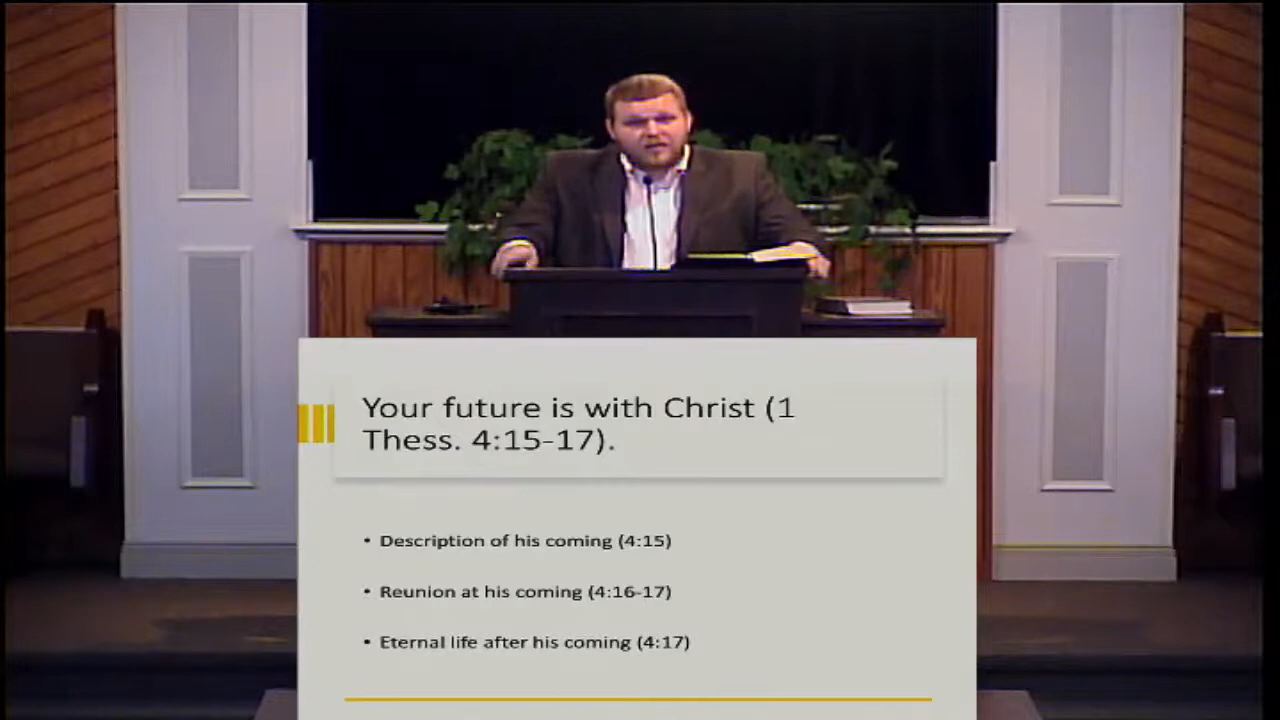 Your future is with Christ (1
Thess. 4:15-17).
• Description of his coming (4:15)
• Reunion at his coming (4:16-17)
• Eternal life after his coming (4:17)